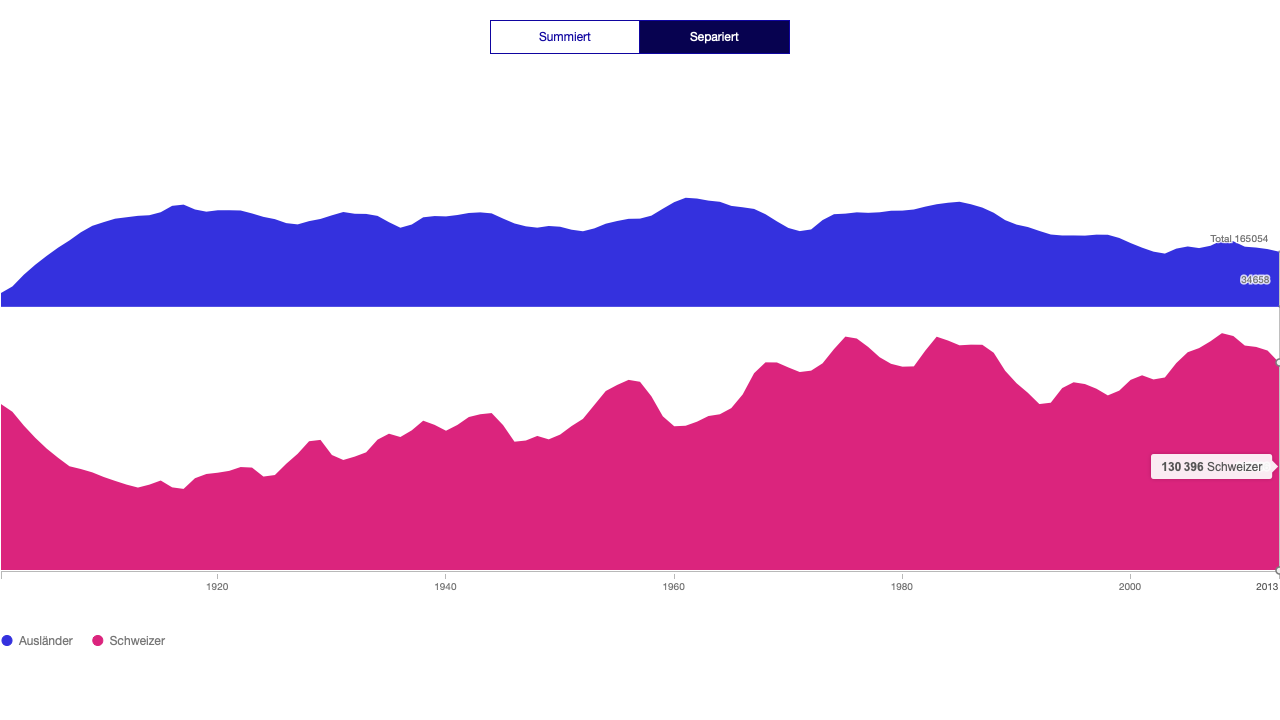 Summiert Separiert
Total 165054
34658
130 396 Schweizer
1920 1940 1960 1980 2000 2013
Ausländer Schweizer